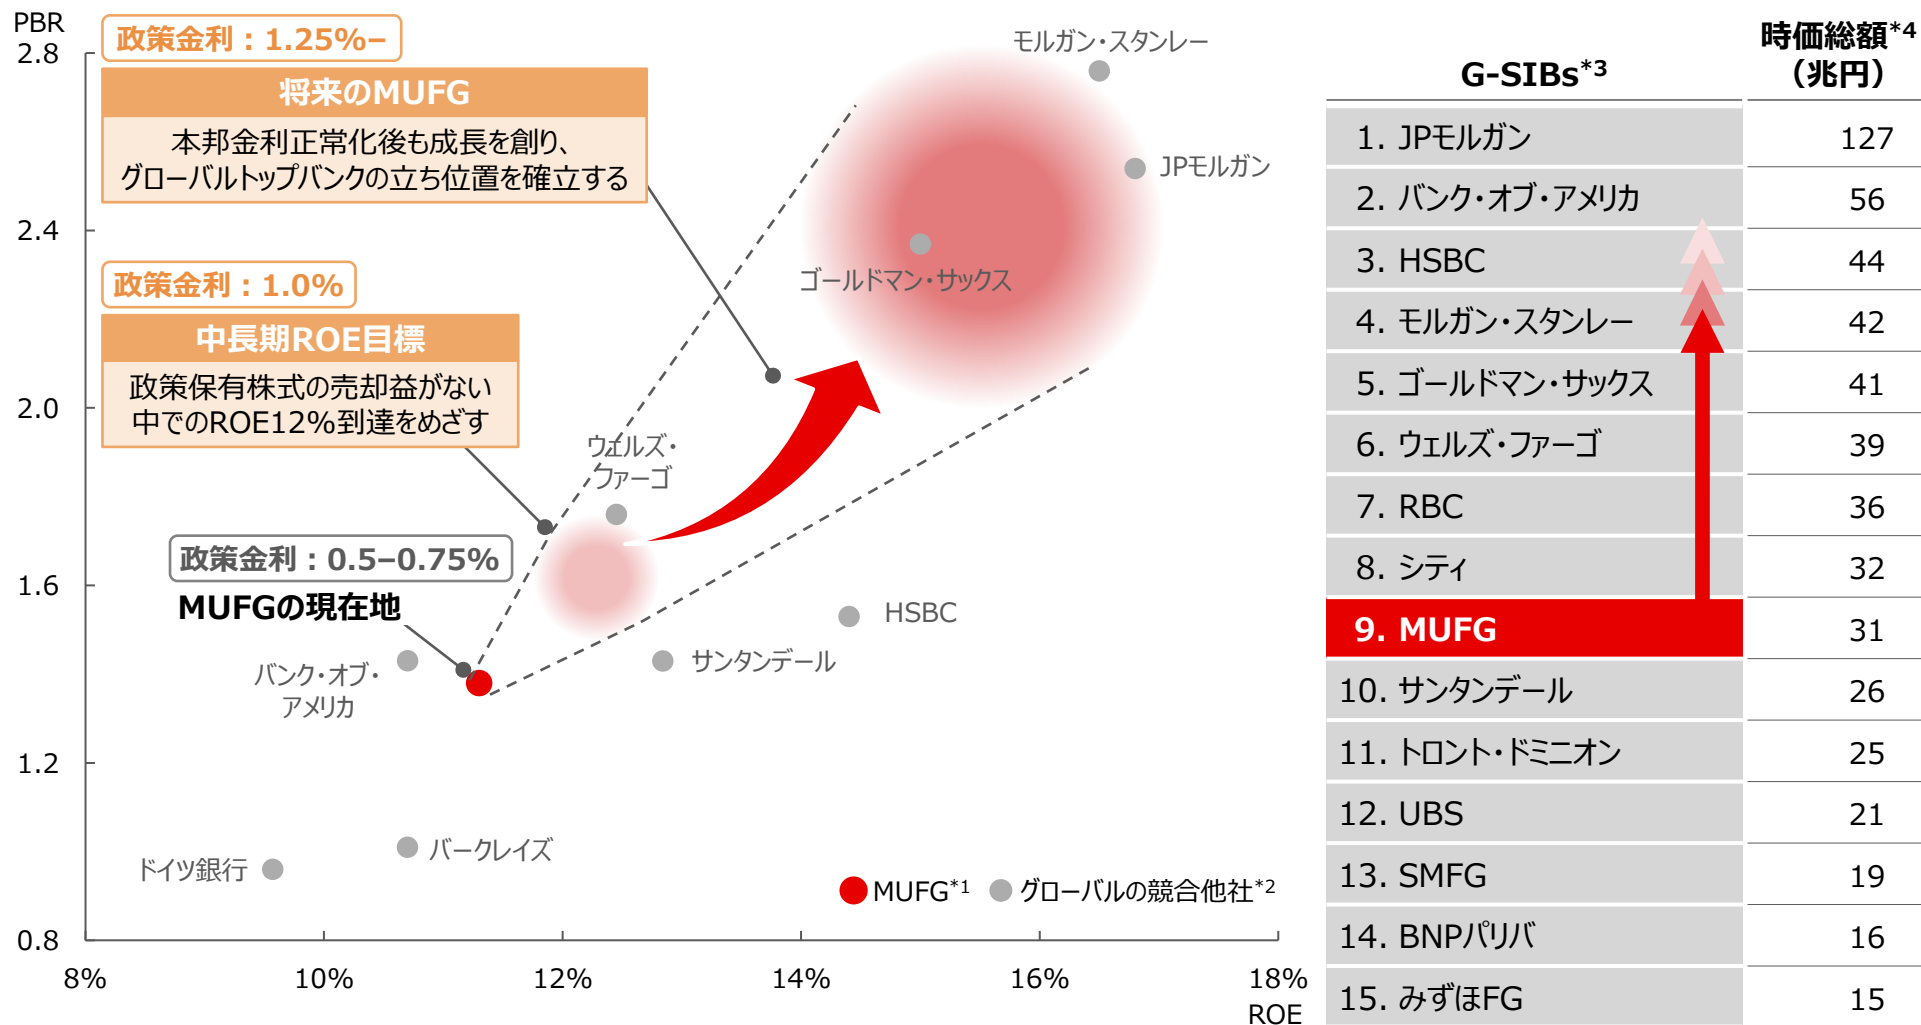 PBR
2.8
2.4
2.0
1.6
1.2
0.8
8%
10%
12%
14%
16%
18%
ROE
政策金利：1.25%–
将来のMUFG
本邦金利正常化後も成長を創り、
グローバルトップバンクの立ち位置を確立する
政策金利：1.0%
中長期ROE目標
政策保有株式の売却益がない
中でのROE12%到達をめざす
政策金利：0.5–0.75%
MUFGの現在地
モルガン・スタンレー
JPモルガン
ゴールドマン・サックス
ウェルズ・
ファーゴ
HSBC
サンタンデール
バンク・オブ・
アメリカ
バークレイズ
ドイツ銀行
MUFG*1
グローバルの競合他社*2
G-SIBs*3
時価総額*4
（兆円）
1. JPモルガン 127
2. バンク・オブ・アメリカ 56
3. HSBC 44
4. モルガン・スタンレー 42
5. ゴールドマン・サックス 41
6. ウェルズ・ファーゴ 39
7. RBC 36
8. シティ 32
9. MUFG 31
10. サンタンデール 26
11. トロント・ドミニオン 25
12. UBS 21
13. SMFG 19
14. BNPパリバ 16
15. みずほFG 15